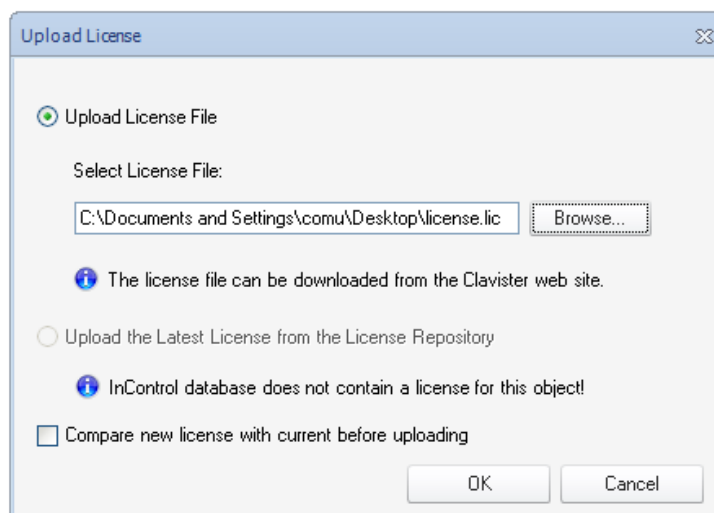 Upload License
Upload License File
Select License File:
C:\Documents and Settings\comu\Desktop\license.lic
Browse...
The license file can be downloaded from the Clavister web site.
Upload the Latest License from the License Repository
InControl database does not contain a license for this object!
Compare new license with current before uploading
OK
Cancel